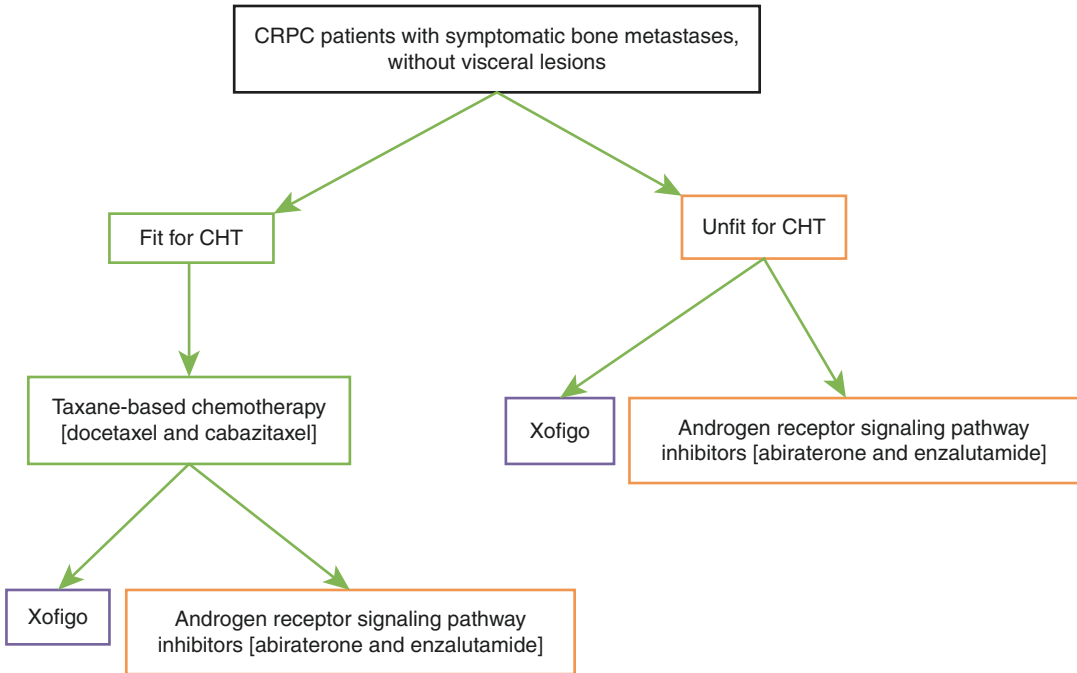 CRPC patients with symptomatic bone metastases,
without visceral lesions
Fit for CHT
Unfit for CHT
Taxane-based chemotherapy
[docetaxel and cabazitaxel]
Xofigo
Androgen receptor signaling pathway
inhibitors [abiraterone and enzalutamide]
Xofigo
Androgen receptor signaling pathway
inhibitors [abiraterone and enzalutamide]